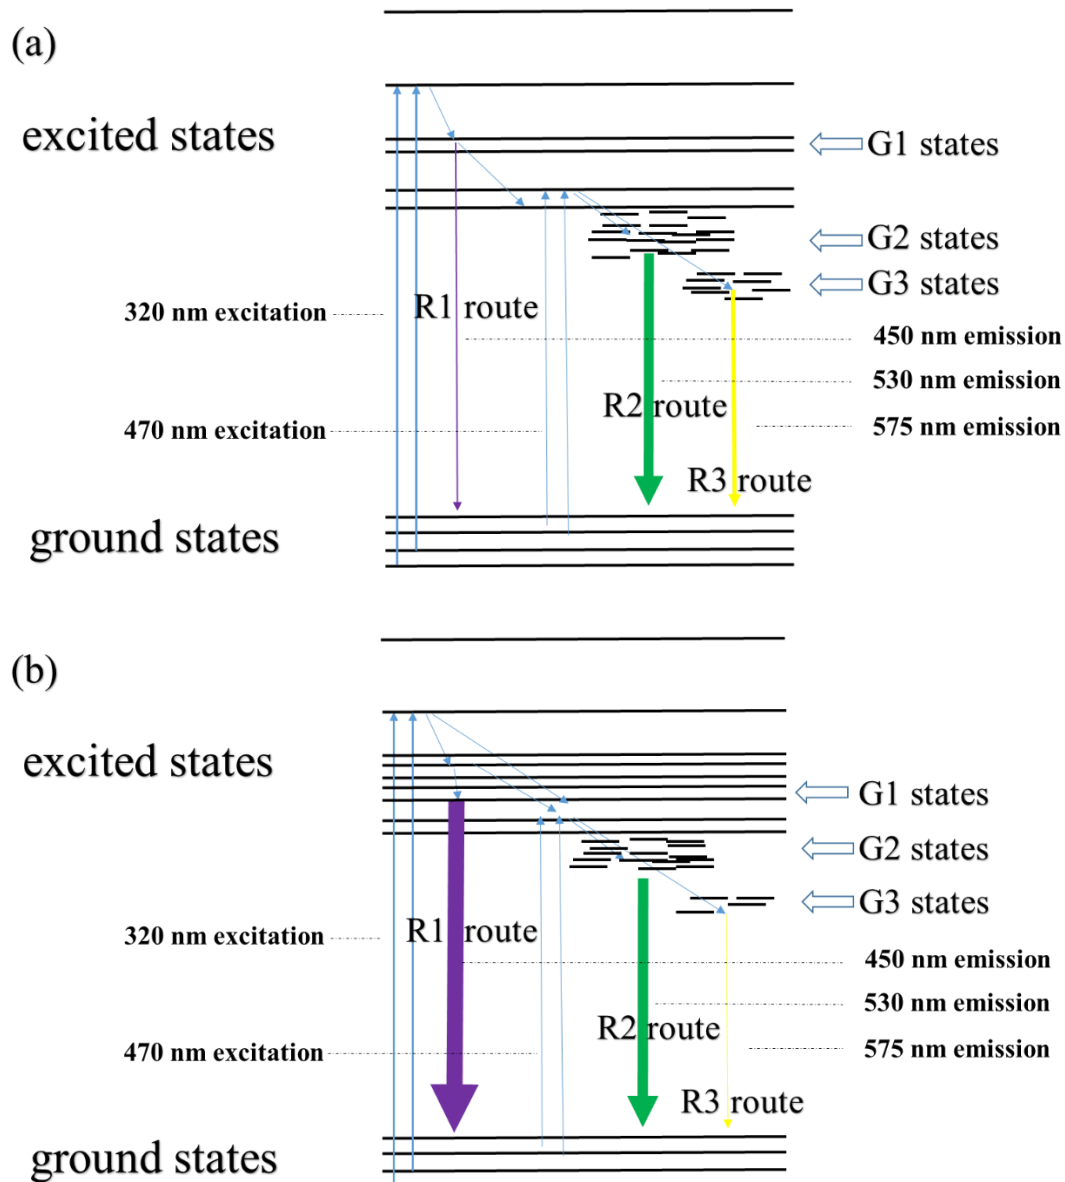 (a)
excited states
G1 states
G2 states
G3 states
320 nm excitation
R1 route
450 nm emission
530 nm emission
R2 route
470 nm excitation
575 nm emission
R3 route
ground states
(b)
excited states
G1 states
G2 states
G3 states
320 nm excitation
R1 route
450 nm emission
530 nm emission
R2 route
470 nm excitation
575 nm emission
R3 route
ground states